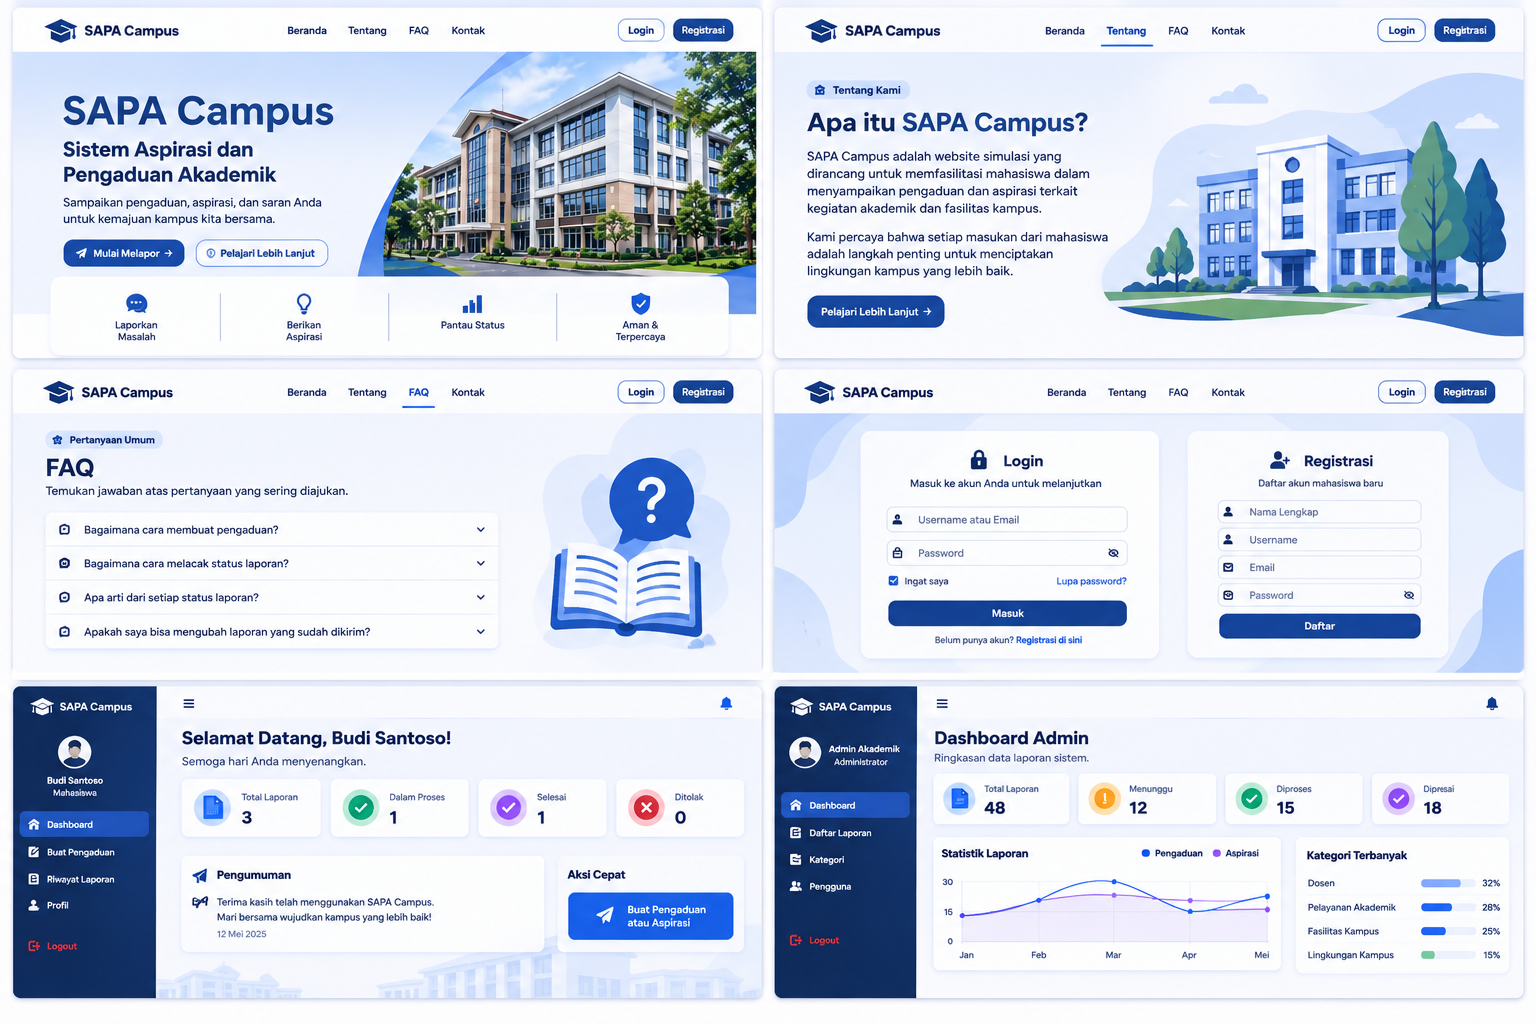 SAPA Campus
Beranda
Tentang
FAQ
Kontak
Login
Registrasi
SAPA Campus
Sistem Aspirasi dan
Pengaduan Akademik
Sampaikan pengaduan, aspirasi, dan saran Anda
untuk kemajuan kampus kita bersama.
Mulai Melapor →
Pelajari Lebih Lanjut
Laporkan
Masalah
Berikan
Aspirasi
Pantau Status
Aman &
Terpercaya
SAPA Campus
Beranda
Tentang
FAQ
Kontak
Login
Registrasi
Tentang Kami
Apa itu SAPA Campus?
SAPA Campus adalah website simulasi yang
dirancang untuk memfasilitasi mahasiswa dalam
menyampaikan pengaduan dan aspirasi terkait
kegiatan akademik dan fasilitas kampus.
Kami percaya bahwa setiap masukan dari mahasiswa
adalah langkah penting untuk menciptakan
lingkungan kampus yang lebih baik.
Pelajari Lebih Lanjut →
SAPA Campus
Beranda
Tentang
FAQ
Kontak
Login
Registrasi
Pertanyaan Umum
FAQ
Temukan jawaban atas pertanyaan yang sering diajukan.
Bagaimana cara membuat pengaduan?
Bagaimana cara melacak status laporan?
Apa arti dari setiap status laporan?
Apakah saya bisa mengubah laporan yang sudah dikirim?
?
SAPA Campus
Beranda
Tentang
FAQ
Kontak
Login
Registrasi
Login
Masuk ke akun Anda untuk melanjutkan
Username atau Email
Password
Ingat saya
Lupa password?
Masuk
Belum punya akun? Registrasi di sini
Registrasi
Daftar akun mahasiswa baru
Nama Lengkap
Username
Email
Password
Daftar
SAPA Campus
Budi Santoso
Mahasiswa
Dashboard
Buat Pengaduan
Riwayat Laporan
Profil
Logout
Selamat Datang, Budi Santoso!
Semoga hari Anda menyenangkan.
Total Laporan
3
Dalam Proses
1
Selesai
1
Ditolak
0
Pengumuman
Terima kasih telah menggunakan SAPA Campus.
Mari bersama wujudkan kampus yang lebih baik!
12 Mei 2025
Aksi Cepat
Buat Pengaduan
atau Aspirasi
SAPA Campus
Admin Akademik
Administrator
Dashboard
Daftar Laporan
Kategori
Pengguna
Logout
Dashboard Admin
Ringkasan data laporan sistem.
Total Laporan
48
Menunggu
12
Diproses
15
Dipresai
18
Statistik Laporan
Pengaduan
Aspirasi
30
15
0
Jan
Feb
Mar
Apr
Mei
Kategori Terbanyak
Dosen 32%
Pelayanan Akademik 28%
Fasilitas Kampus 25%
Lingkungan Kampus 15%